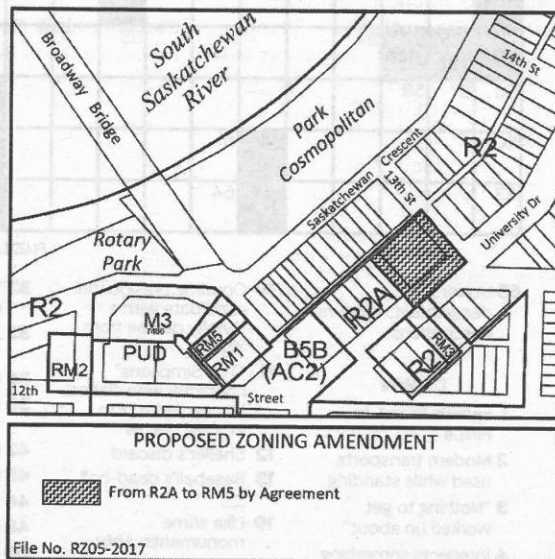 Broadway Bridge
South
Saskatchewan
River
Park
Cosmopolitan
14th St
R2
Saskatchewan Crescent
13th St
University Dr
Rotary
Park
R2
M3
PUD
RM5
RM1
R2A
B5B
(AC2)
RM3
R2
RM2
12th
Street
PROPOSED ZONING AMENDMENT
From R2A to RM5 by Agreement
File No. RZ05-2017